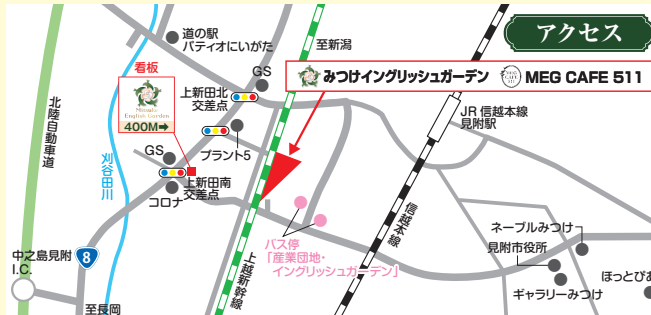 アクセス
道の駅
パティオにいがた
至新潟
看板
GS
みつけイングリッシュガーデン
MEG CAFE 511
上新田北
交差点
Mitsuke
English Garden
400M➡
北陸自動車道
JR信越本線
見附駅
プラント5
GS
刈谷田川
上新田南
交差点
コロナ
バス停
「産業団地・
イングリッシュガーデン」
信越本線
上越新幹線
ネーブルみつけ
見附市役所
ギャラリーみつけ
ほっとぴあ
中之島見附
I.C.
8
至長岡